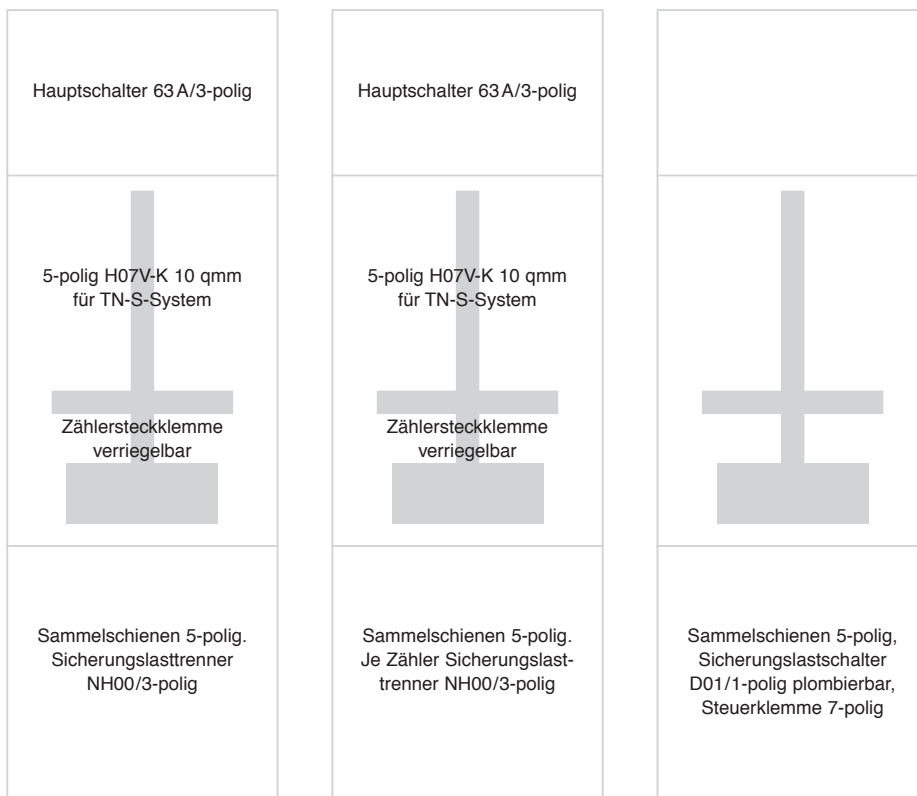 Hauptschalter 63 A/3-polig
5-polig H07V-K 10 qmm
für TN-S-System
Zählersteckklemme
verriegelbar
Sammelschienen 5-polig.
Sicherungslasttrenner
NH00/3-polig
Hauptschalter 63 A/3-polig
5-polig H07V-K 10 qmm
für TN-S-System
Zählersteckklemme
verriegelbar
Sammelschienen 5-polig.
Je Zähler Sicherungslast-
trenner NH00/3-polig
Sammelschienen 5-polig,
Sicherungslastschalter
D01/1-polig plombierbar,
Steuerklemme 7-polig